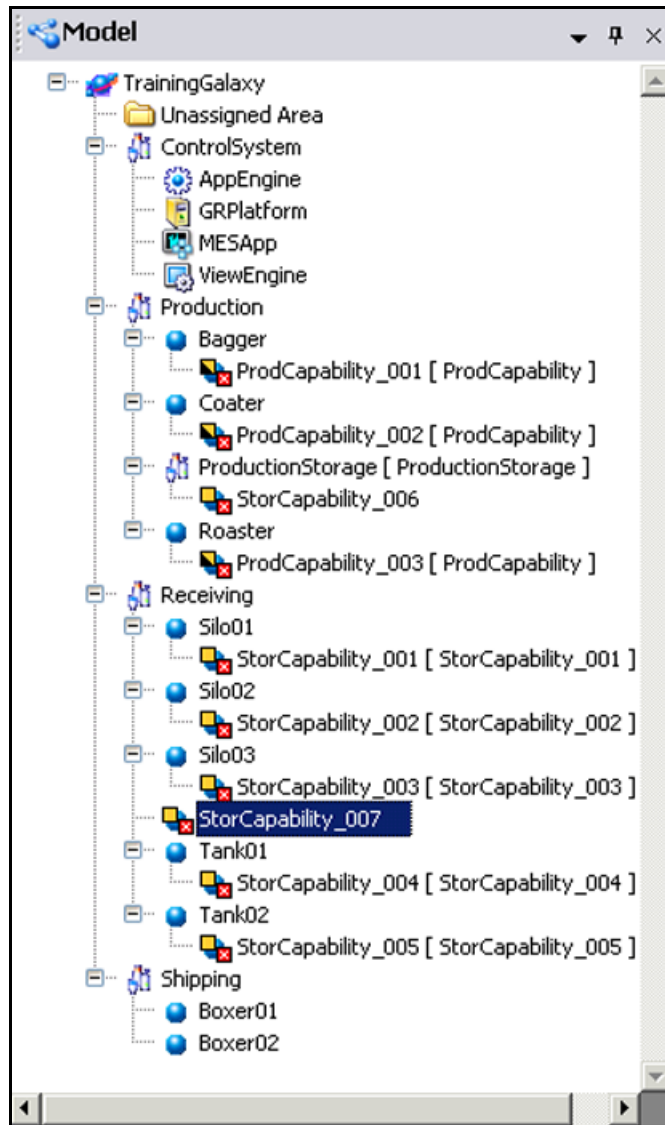 Model
TrainingGalaxy
Unassigned Area
ControlSystem
AppEngine
GRPlatform
MESApp
ViewEngine
Production
Bagger
ProdCapability_001 [ ProdCapability ]
Coater
ProdCapability_002 [ ProdCapability ]
ProductionStorage [ ProductionStorage ]
StorCapability_006
Roaster
ProdCapability_003 [ ProdCapability ]
Receiving
Silo01
StorCapability_001 [ StorCapability_001 ]
Silo02
StorCapability_002 [ StorCapability_002 ]
Silo03
StorCapability_003 [ StorCapability_003 ]
StorCapability_007
Tank01
StorCapability_004 [ StorCapability_004 ]
Tank02
StorCapability_005 [ StorCapability_005 ]
Shipping
Boxer01
Boxer02